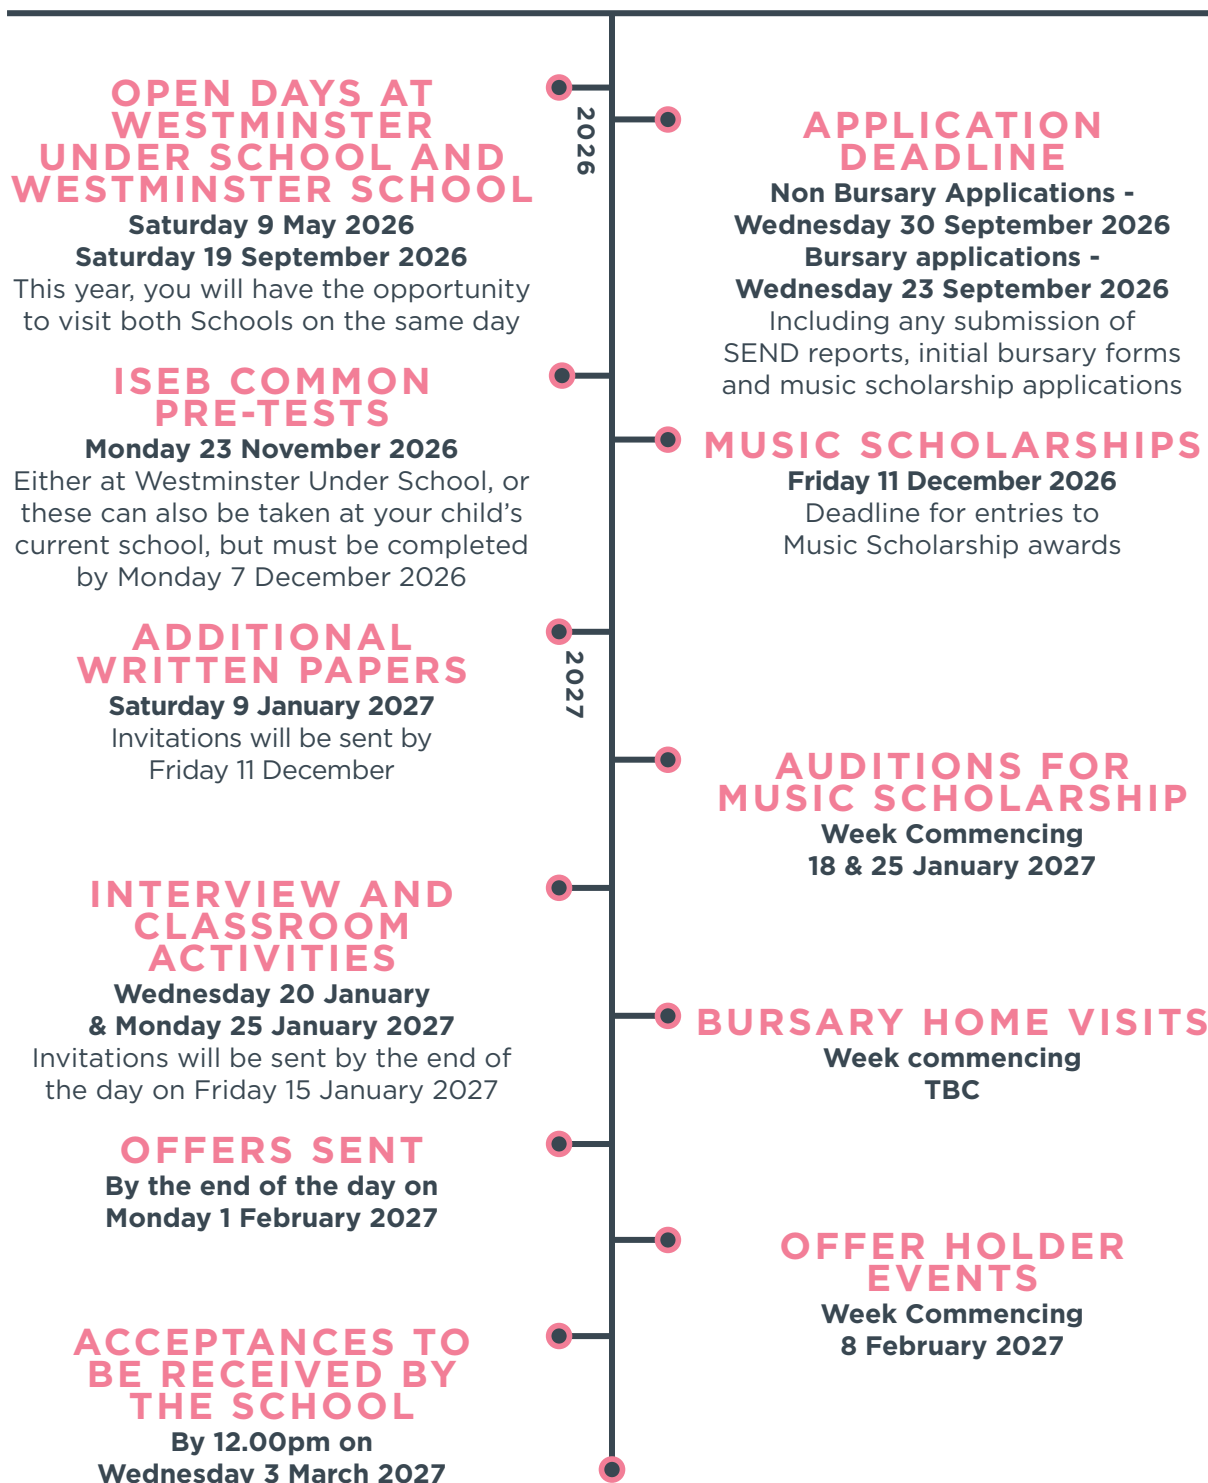 OPEN DAYS AT
WESTMINSTER
UNDER SCHOOL AND
WESTMINSTER SCHOOL
Saturday 9 May 2026
Saturday 19 September 2026
This year, you will have the opportunity
to visit both Schools on the same day
2026
APPLICATION
DEADLINE
Non Bursary Applications -
Wednesday 30 September 2026
Bursary applications -
Wednesday 23 September 2026
Including any submission of
SEND reports, initial bursary forms
and music scholarship applications
ISEB COMMON
PRE-TESTS
Monday 23 November 2026
Either at Westminster Under School, or
these can also be taken at your child’s
current school, but must be completed
by Monday 7 December 2026
MUSIC SCHOLARSHIPS
Friday 11 December 2026
Deadline for entries to
Music Scholarship awards
ADDITIONAL
WRITTEN PAPERS
Saturday 9 January 2027
Invitations will be sent by
Friday 11 December
2027
AUDITIONS FOR
MUSIC SCHOLARSHIP
Week Commencing
18 & 25 January 2027
INTERVIEW AND
CLASSROOM
ACTIVITIES
Wednesday 20 January
& Monday 25 January 2027
Invitations will be sent by the end of
the day on Friday 15 January 2027
BURSARY HOME VISITS
Week commencing
TBC
OFFERS SENT
By the end of the day on
Monday 1 February 2027
OFFER HOLDER
EVENTS
Week Commencing
8 February 2027
ACCEPTANCES TO
BE RECEIVED BY
THE SCHOOL
By 12.00pm on
Wednesday 3 March 2027